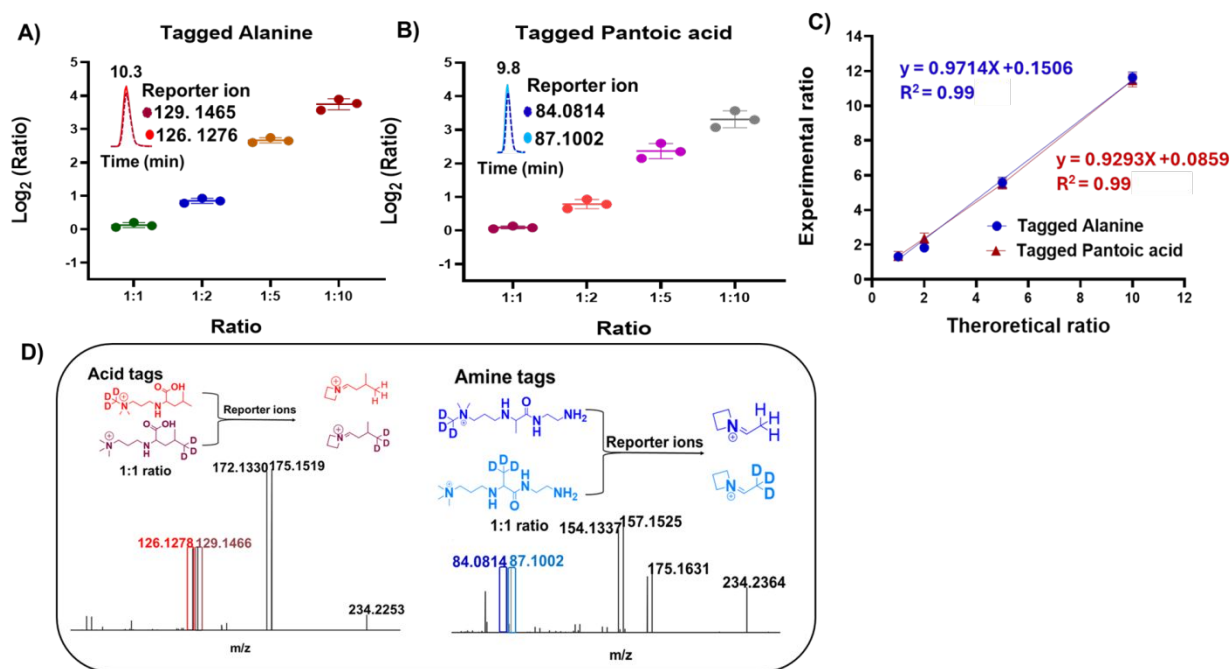 A)
Tagged Alanine
Log2 (Ratio)
5
4
3
2
1
0
-1
10.3
Reporter ion
129. 1465
126. 1276
Time (min)
1:1
1:2
1:5
1:10
Ratio
B)
Tagged Pantoic acid
Log2 (Ratio)
5
4
3
2
1
0
-1
9.8
Reporter ion
84.0814
87.1002
Time (min)
1:1
1:2
1:5
1:10
Ratio
C)
Experimental ratio
14
12
10
8
6
4
2
0
y = 0.9714X +0.1506
R2 = 0.99
y = 0.9293X +0.0859
R2 = 0.99
Tagged Alanine
Tagged Pantoic acid
0 2 4 6 8 10 12
Theroretical ratio
D)
Acid tags
D
D
D
N
N
H
O
OH
H
H
H
N
Reporter ions
O
OH
N
N
H
D
D
D
D
D
D
N
1:1 ratio
172.1330
175.1519
126.1278
129.1466
234.2253
m/z
Amine tags
D
D
D
N
H
N
O
N
H
NH2
H
H
H
N
Reporter ions
D
D
D
N
N
H
O
H
N
NH2
D
D
D
N
1:1 ratio
154.1337
157.1525
84.0814
87.1002
175.1631
234.2364
m/z